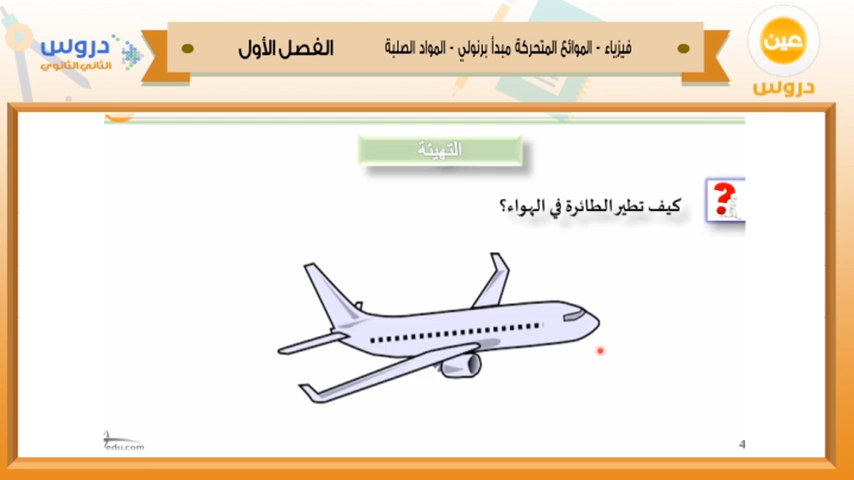 دروس
الثاني الثانوي
الفصل الأول
فيزياء - الموائع المتحركة مبدأ برنولي - المواد الصلبة
عين
دروس
التهيئة
كيف تطير الطائرة في الهواء؟
edu.com
4